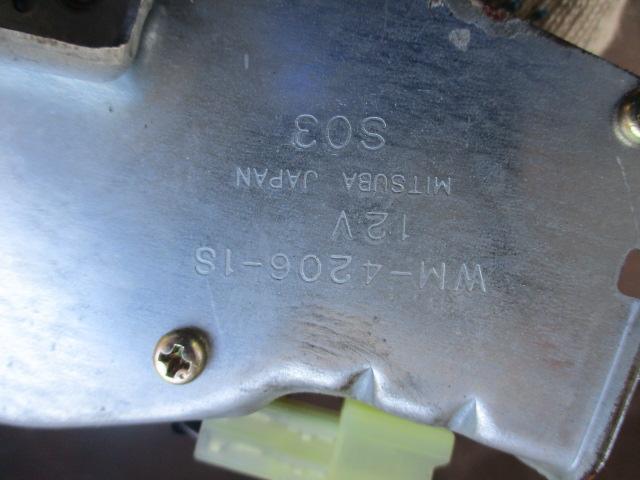 WM-4206-1S
12V
MITSUBA JAPAN
S03